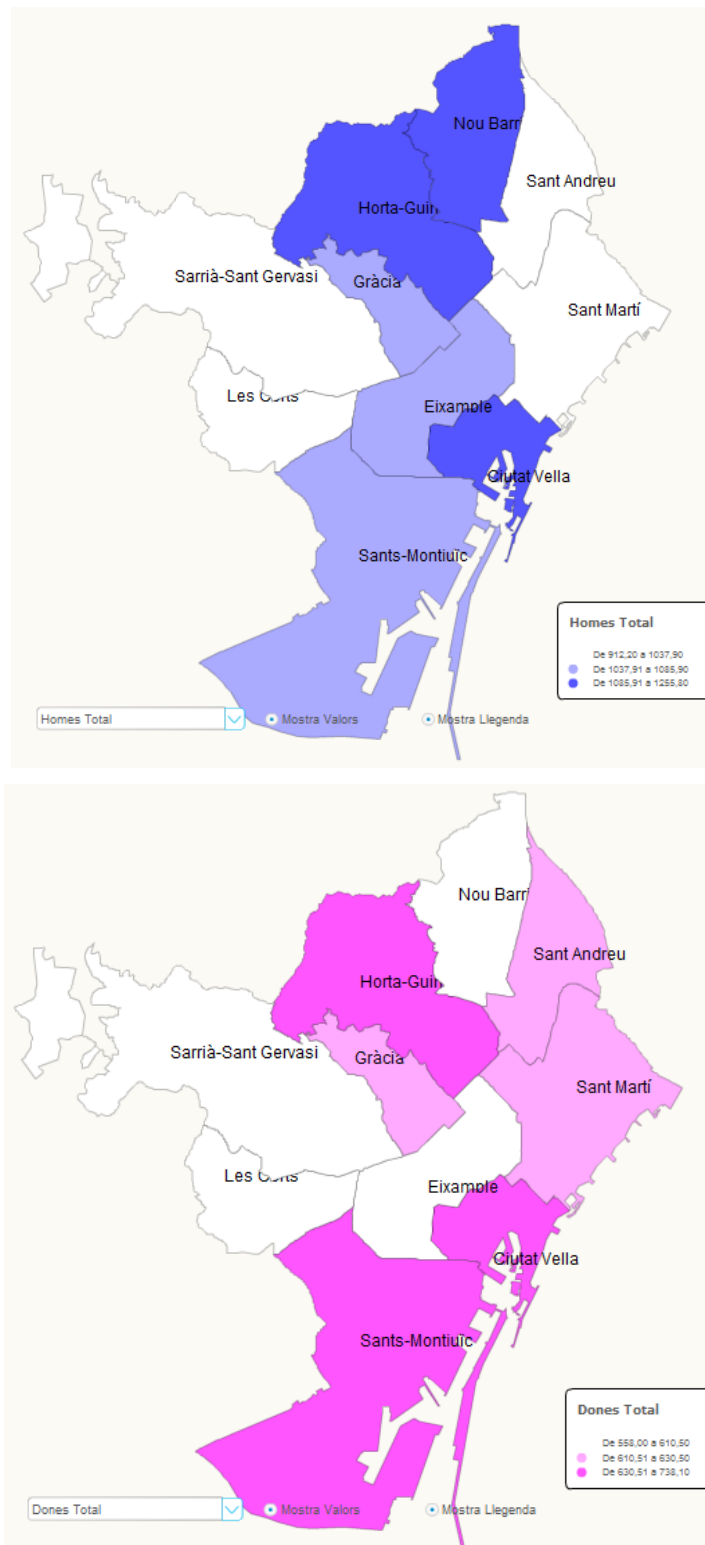 Nou Barri
Sant Andreu
Horta-Guin
Sarrià-Sant Gervasi
Gràcia
Sant Martí
Les Corts
Eixample
Ciutat Vella
Sants-Montjuïc
Homes Total
De 912,20 a 1037,90
De 1037,91 a 1085,90
De 1085,91 a 1255,80
Homes Total
Mostra Valors
Mostra Llegenda
Nou Barri
Sant Andreu
Horta-Guin
Sarrià-Sant Gervasi
Gràcia
Sant Martí
Les Corts
Eixample
Ciutat Vella
Sants-Montjuïc
Dones Total
De 558,00 a 610,50
De 610,51 a 630,50
De 630,51 a 738,10
Dones Total
Mostra Valors
Mostra Llegenda